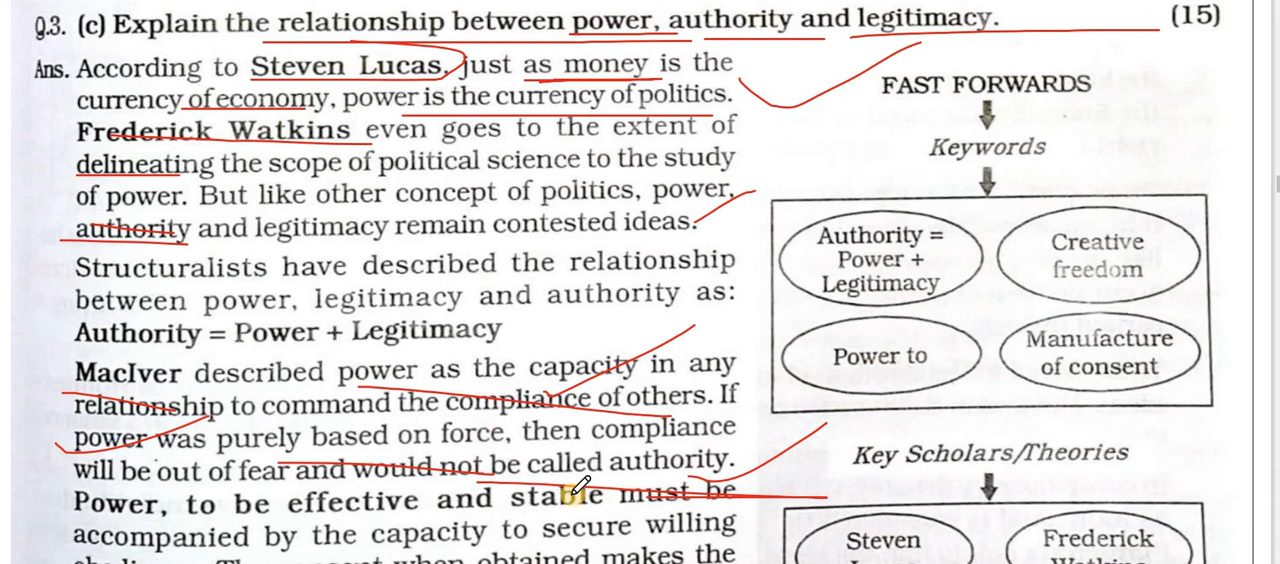 Q.3. (c) Explain the relationship between power, authority and legitimacy. (15)
Ans. According to Steven Lucas, just as money is the
currency of economy, power is the currency of politics.
Frederick Watkins even goes to the extent of
delineating the scope of political science to the study
of power. But like other concept of politics, power,
authority and legitimacy remain contested ideas.
Structuralists have described the relationship
between power, legitimacy and authority as:
Authority = Power + Legitimacy
MacIver described power as the capacity in any
relationship to command the compliance of others. If
power was purely based on force, then compliance
will be out of fear and would not be called authority.
Power, to be effective and stable must be
accompanied by the capacity to secure willing
when obtained makes the
FAST FORWARDS
Keywords
Authority =
Power +
Legitimacy
Creative
freedom
Power to
Manufacture
of consent
Key Scholars/Theories
Steven
Frederick